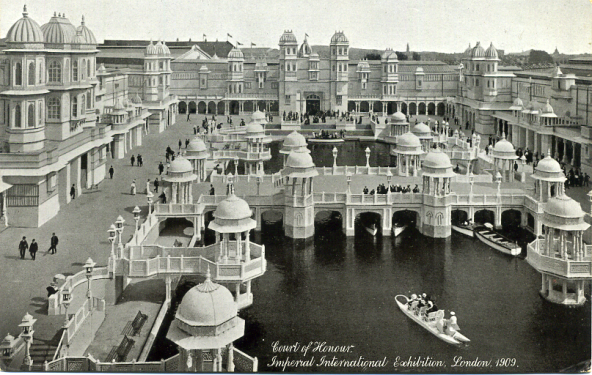 Court of Honour
Imperial International Exhibition, London, 1909.